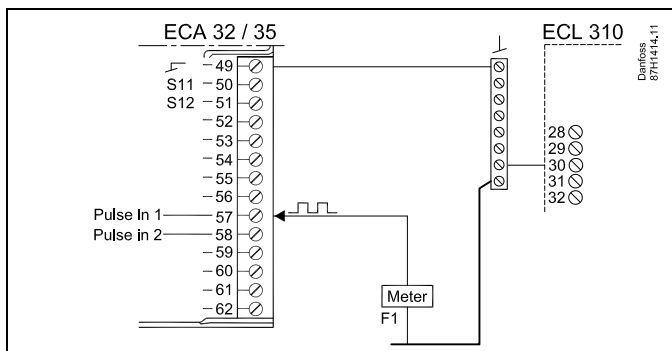 ECA 32 / 35
ECL 310
Danfoss
87H1414.11
49
S11 50
S12 51
52
53
54
55
56
Pulse In 1 57
Pulse in 2 58
59
60
61
62
28
29
30
31
32
Meter
F1